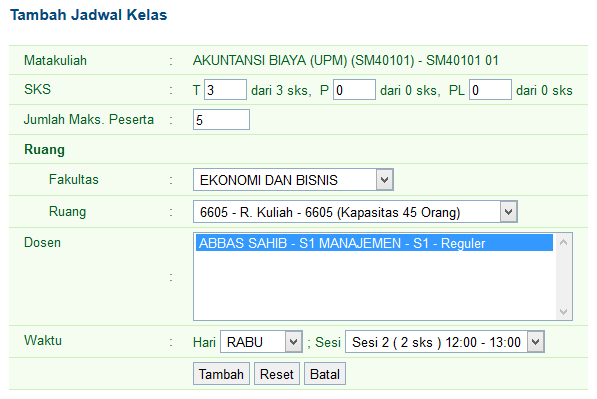 Tambah Jadwal Kelas
Matakuliah : AKUNTANSI BIAYA (UPM) (SM40101) - SM40101 01
SKS : T 3 dari 3 sks, P 0 dari 0 sks, PL 0 dari 0 sks
Jumlah Maks. Peserta : 5
Ruang
Fakultas : EKONOMI DAN BISNIS
Ruang : 6605 - R. Kuliah - 6605 (Kapasitas 45 Orang)
Dosen : ABBAS SAHIB - S1 MANAJEMEN - S1 - Reguler
Waktu : Hari RABU ; Sesi Sesi 2 ( 2 sks ) 12:00 - 13:00
Tambah Reset Batal